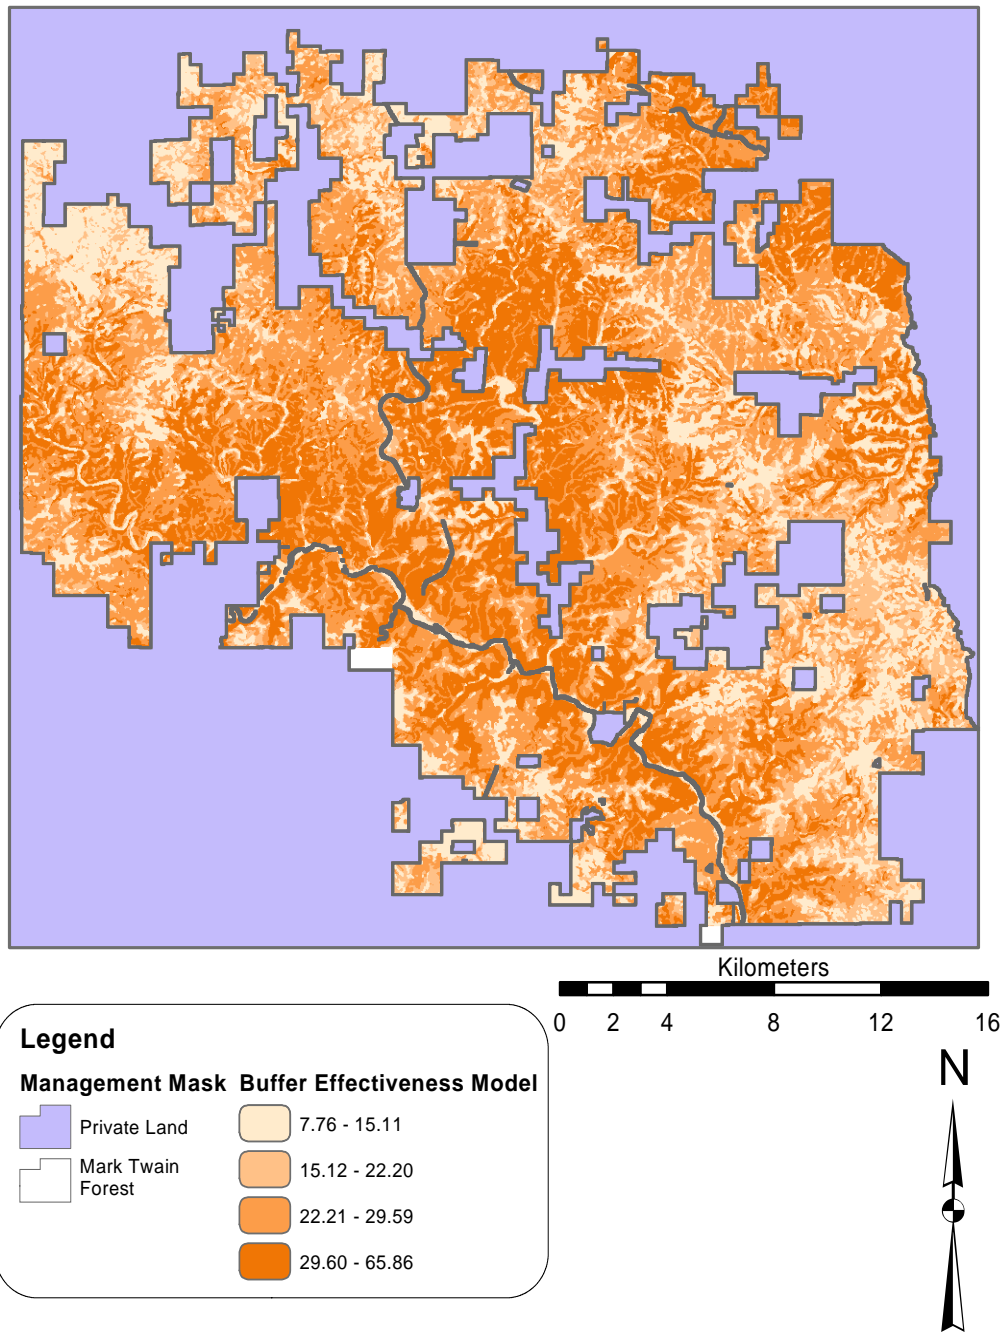 Kilometers
0 2 4 8 12 16
Legend
Management Mask Buffer Effectiveness Model
Private Land
Mark Twain
Forest
7.76 - 15.11
15.12 - 22.20
22.21 - 29.59
29.60 - 65.86
N